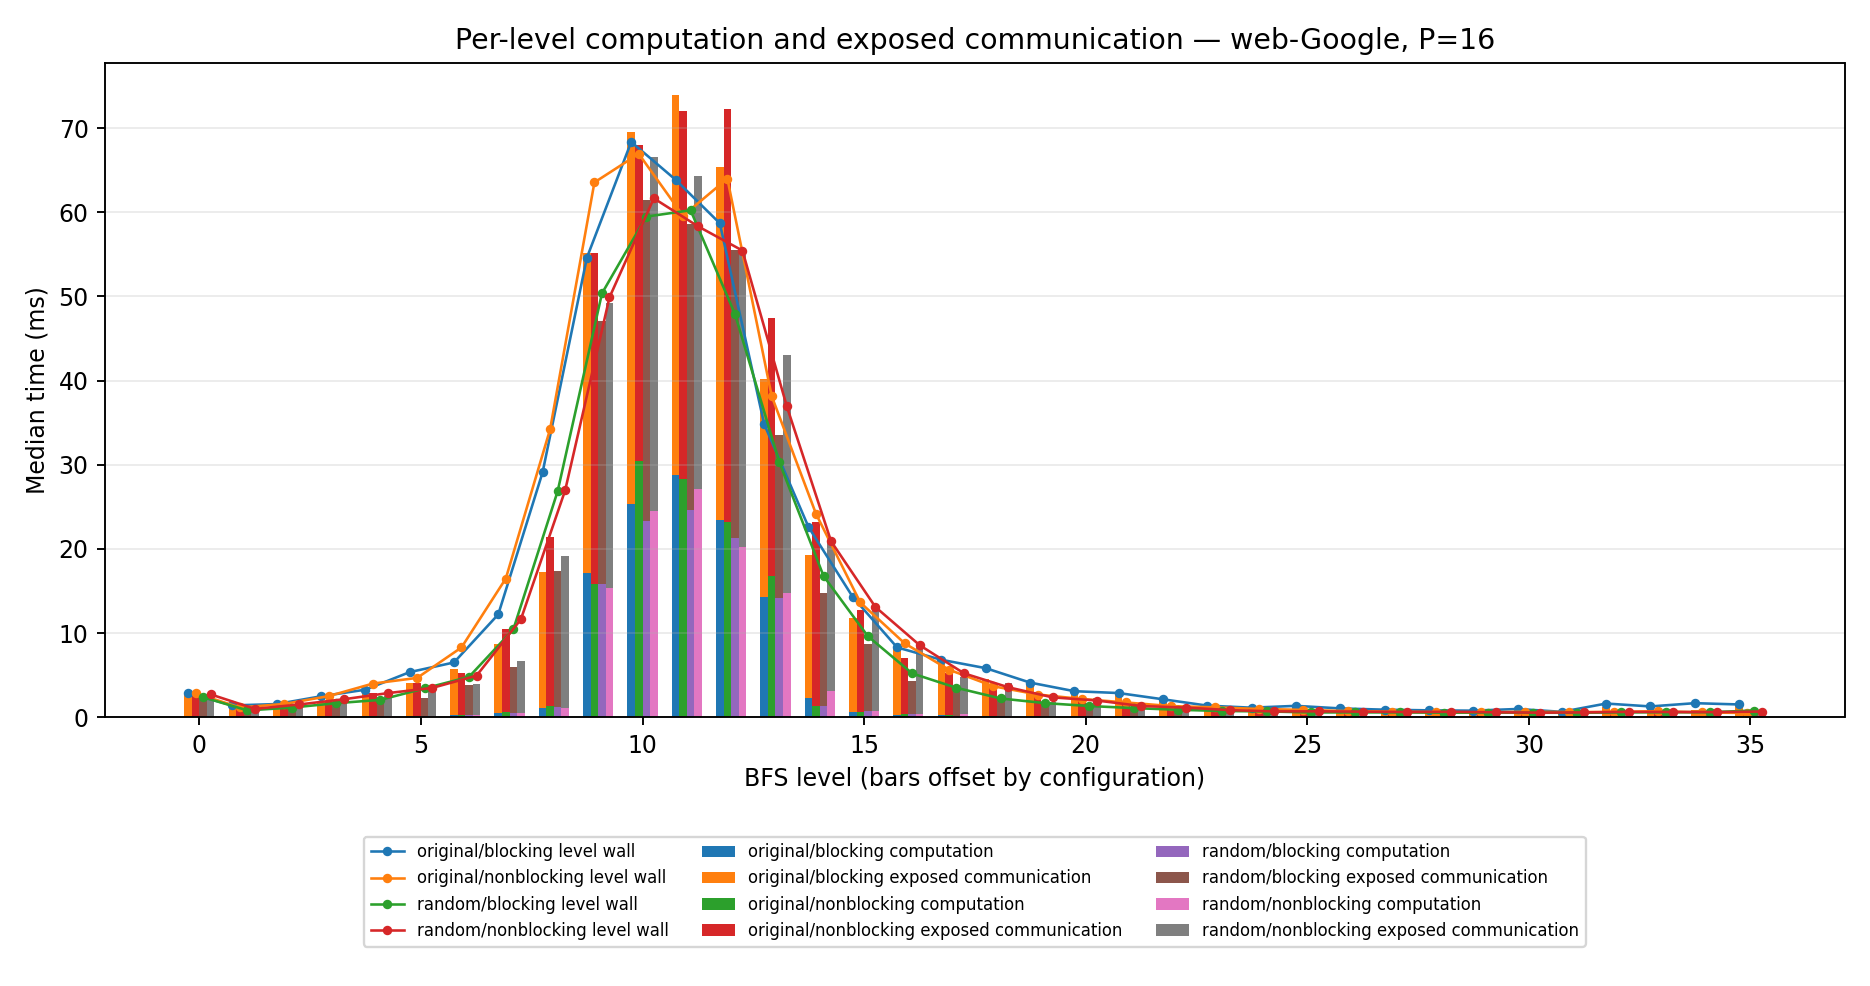 Per-level computation and exposed communication — web-Google, P=16
Median time (ms)
70
60
50
40
30
20
10
0
0 5 10 15 20 25 30 35
BFS level (bars offset by configuration)
original/blocking level wall
original/nonblocking level wall
random/blocking level wall
random/nonblocking level wall
original/blocking computation
original/blocking exposed communication
original/nonblocking computation
original/nonblocking exposed communication
random/blocking computation
random/blocking exposed communication
random/nonblocking computation
random/nonblocking exposed communication